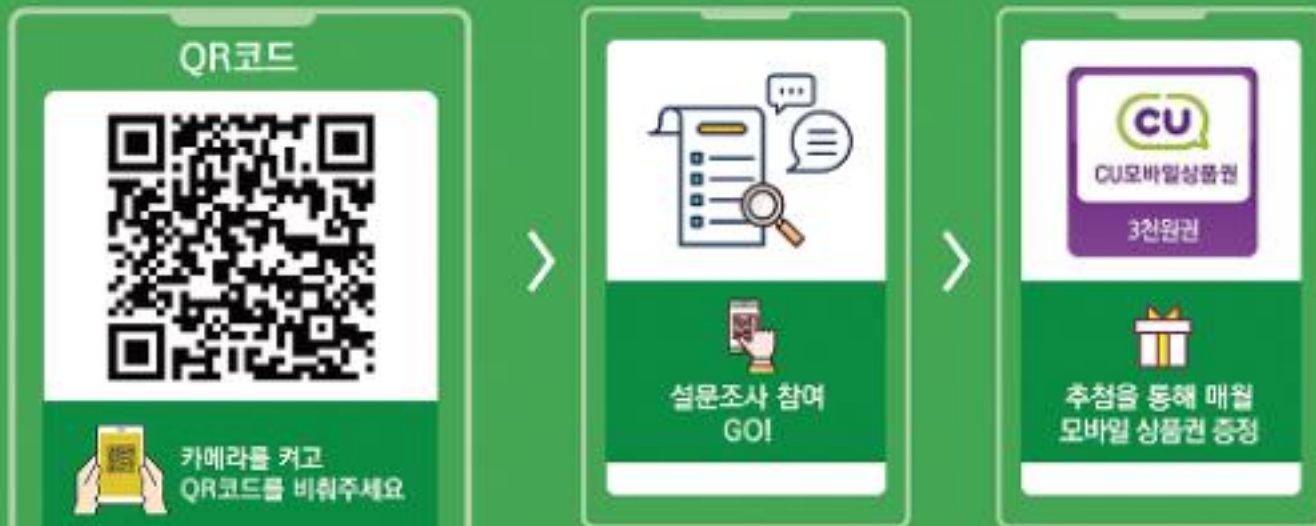 QR코드
카메라를 켜고
QR코드를 비춰주세요
설문조사 참여
GO!
CU
CU모바일상품권
3천원권
추첨을 통해 매월
모바일 상품권 증정